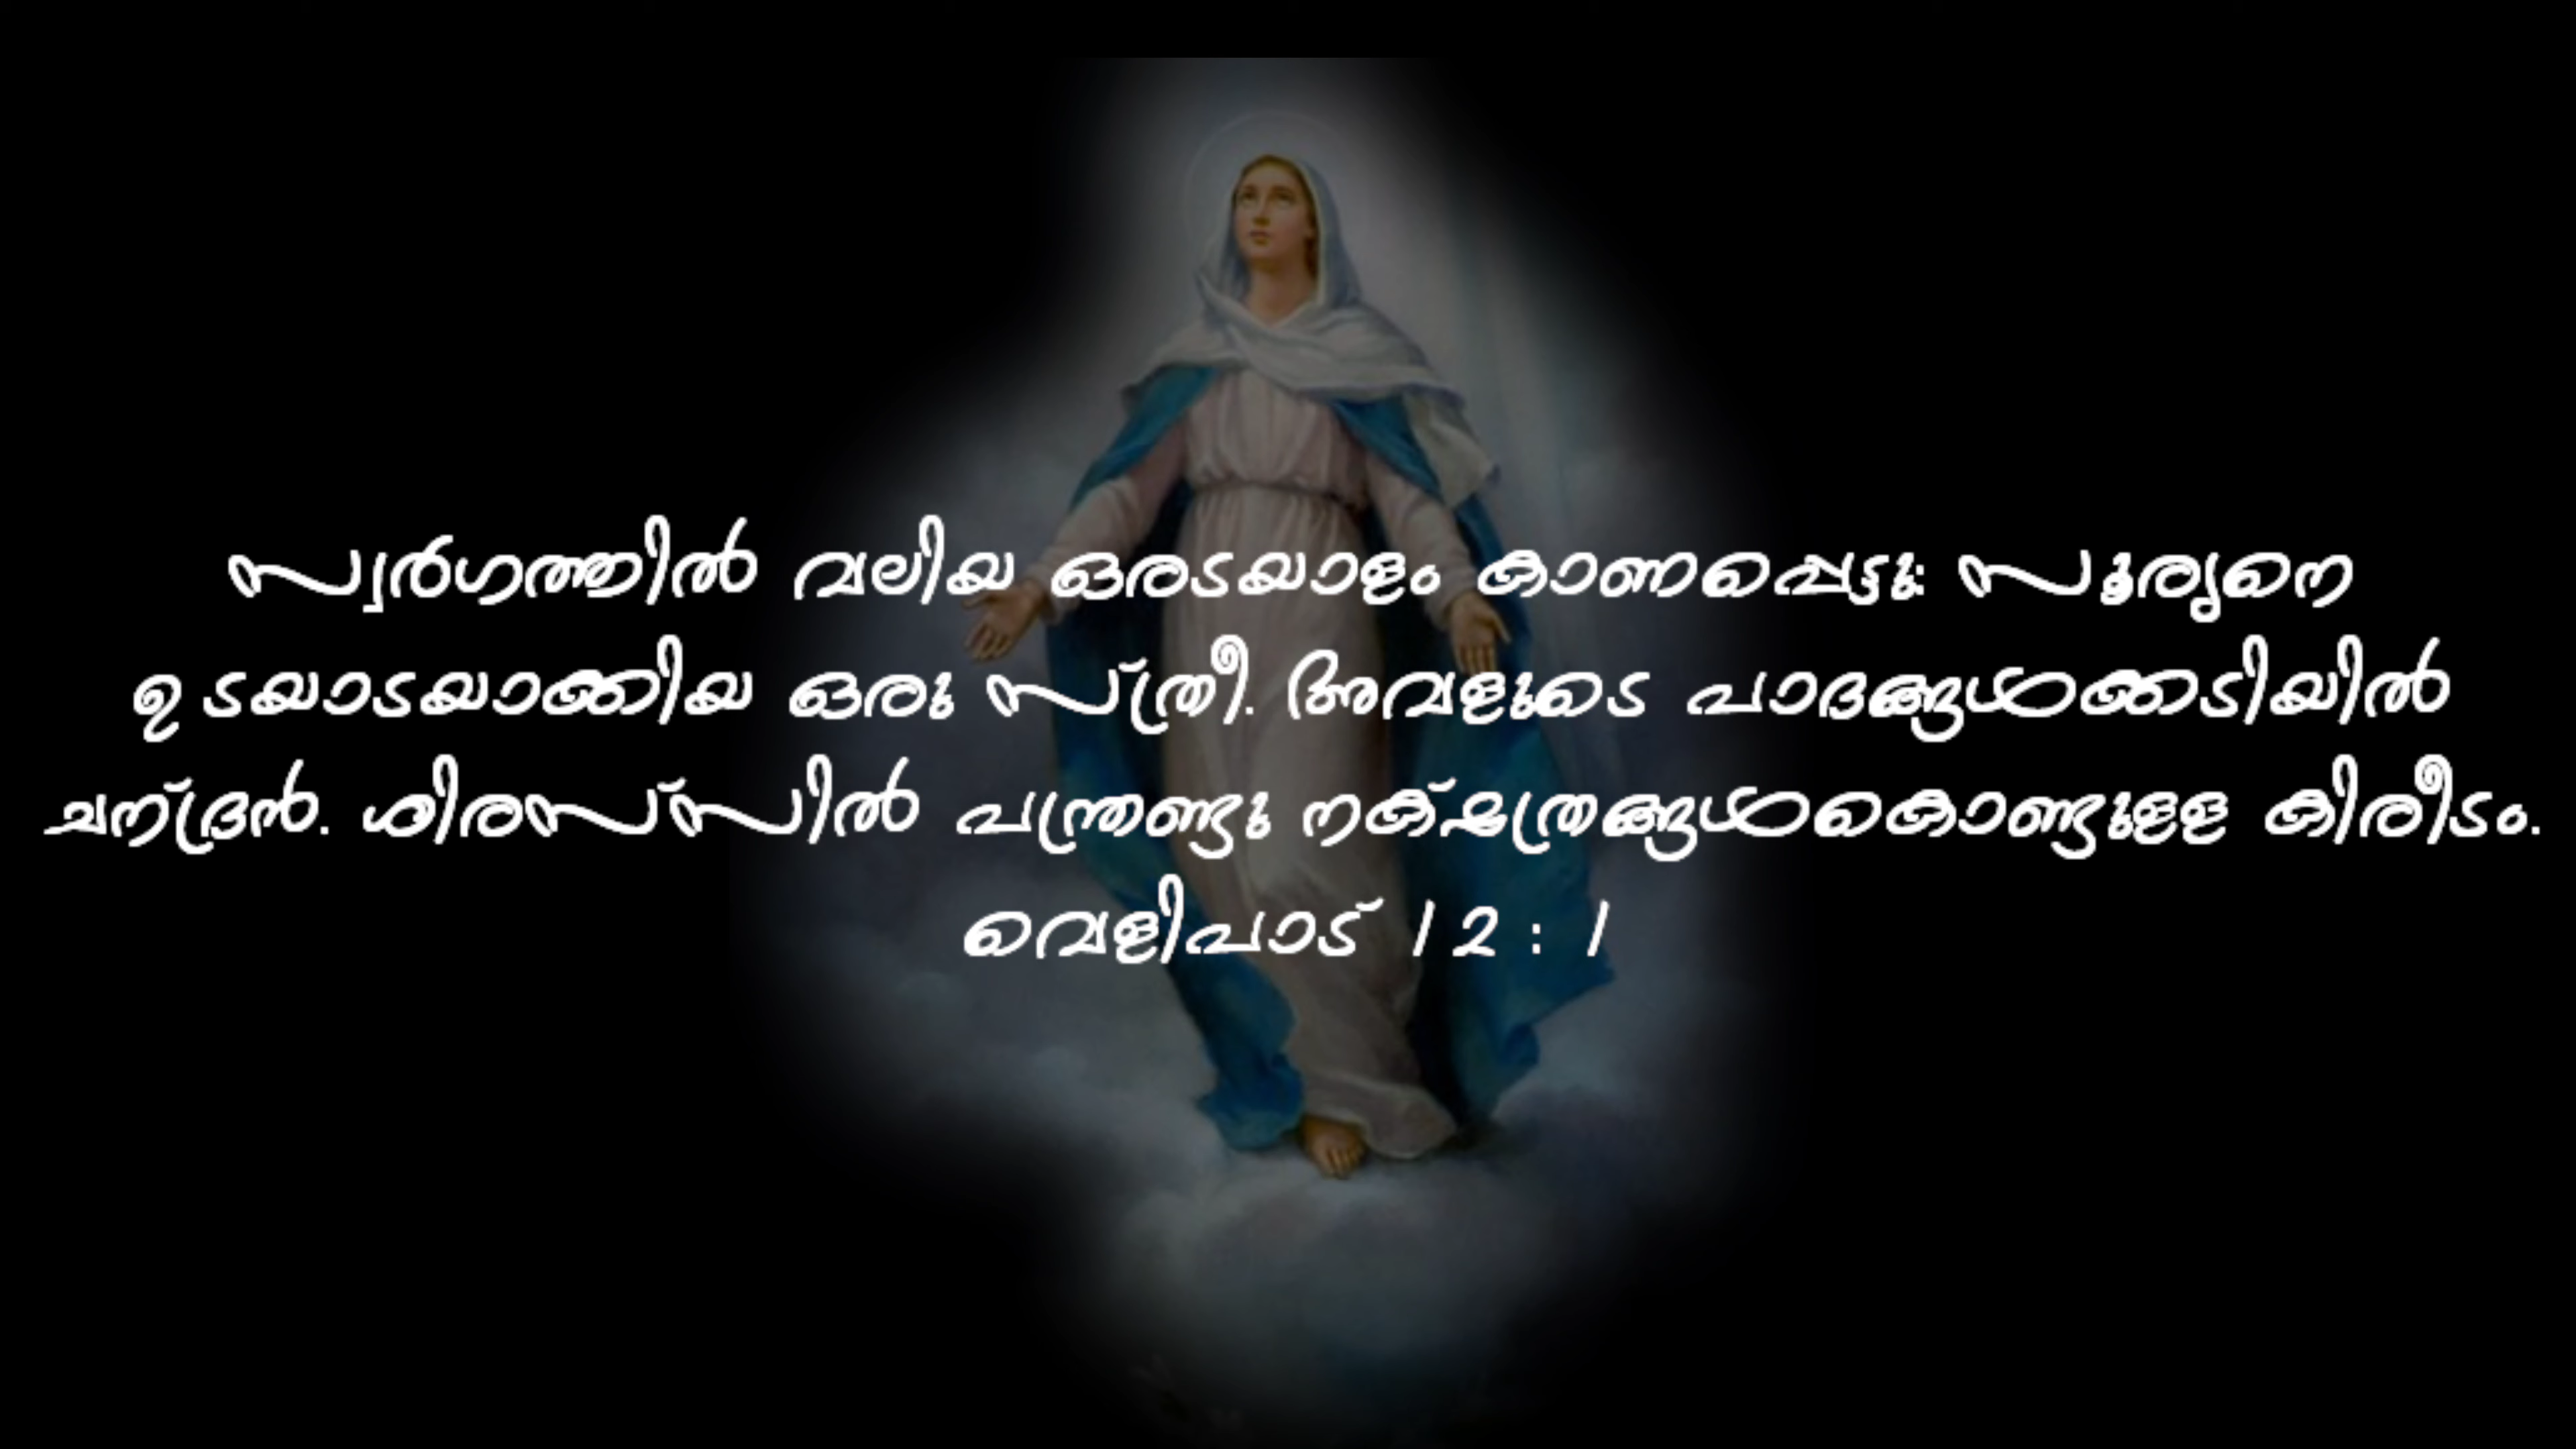 സ്വർഗത്തിൽ വലിയ ഒരടയാളം കാണപ്പെട്ടു: സൂര്യനെ
ഉടയാടയാക്കിയ ഒരു സ്ത്രീ. അവളുടെ പാദങ്ങൾക്കടിയിൽ
ചന്ദ്രൻ. ശിരസ്സിൽ പന്ത്രണ്ടു നക്ഷത്രങ്ങൾകൊണ്ടുള്ള കിരീടം.
വെളിപാട് 12 : 1